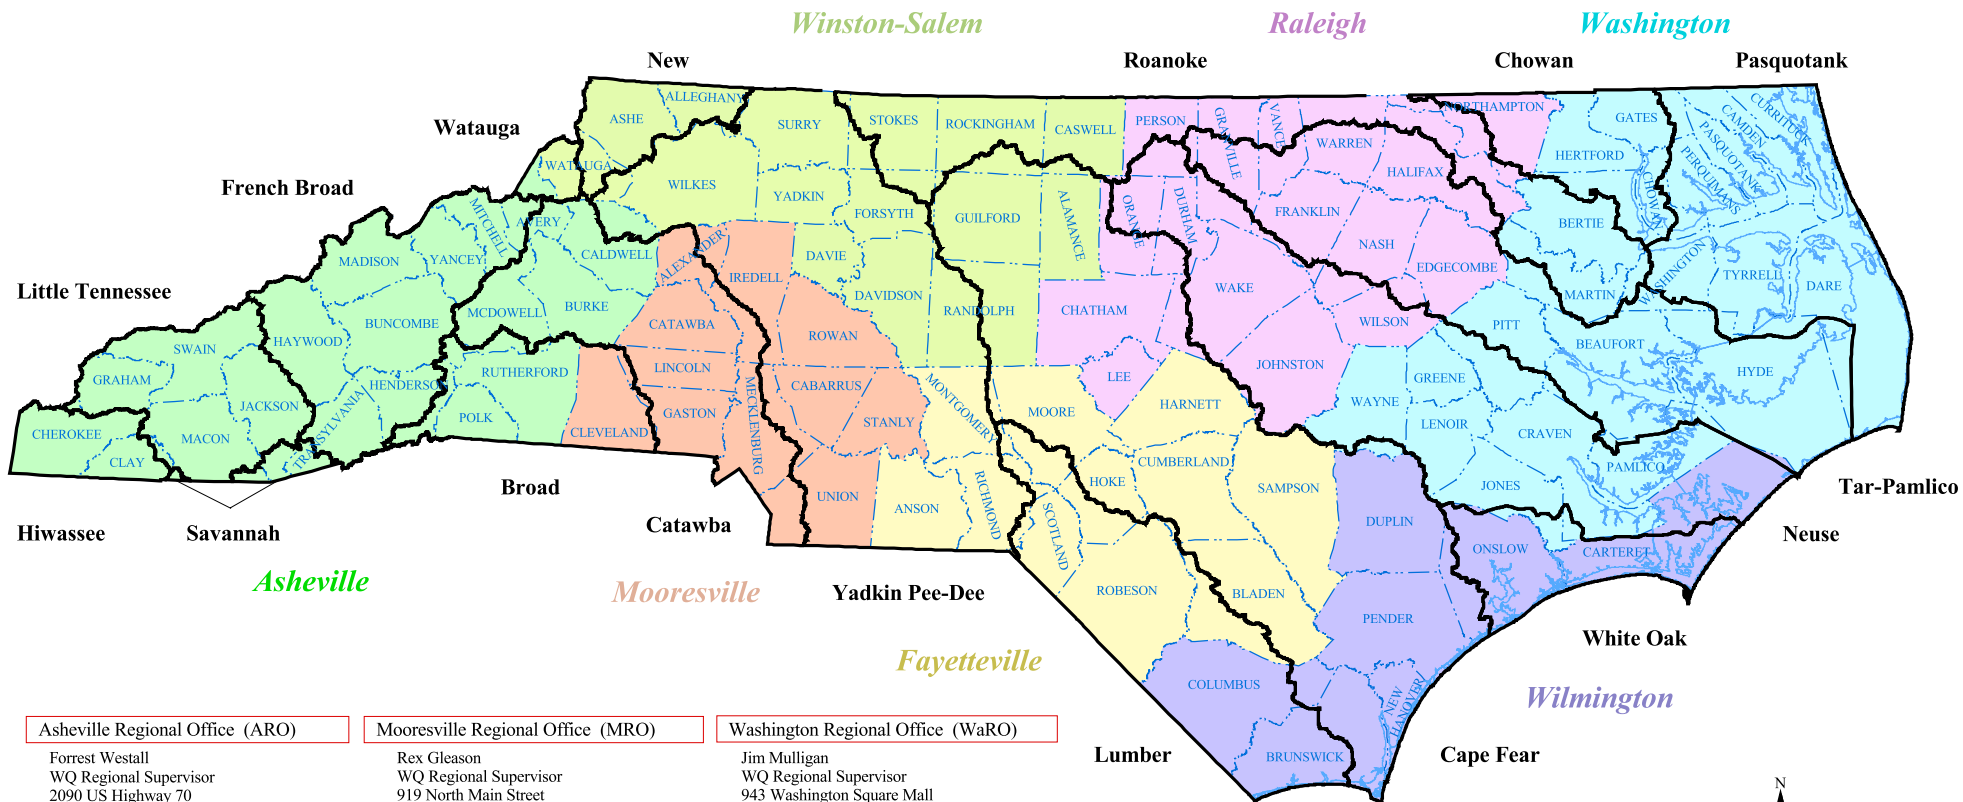 Winston-Salem
Raleigh
Washington
New
Roanoke
Chowan
Pasquotank
Watauga
French Broad
Little Tennessee
ALLEGHANY
ASHE
SURRY
STOKES
ROCKINGHAM
CASWELL
PERSON
GRANVILLE
VANCE
WARREN
NORTHAMPTON
GATES
CURRITUCK
CAMDEN
PASQUOTANK
PERQUIMANS
CHOWAN
HERTFORD
HALIFAX
WATAUGA
WILKES
YADKIN
FORSYTH
GUILFORD
ALAMANCE
ORANGE
DURHAM
FRANKLIN
NASH
BERTIE
MITCHELL
AVERY
CALDWELL
ALEXANDER
IREDELL
DAVIE
MADISON
YANCEY
EDGECOMBE
WASHINGTON
TYRRELL
DARE
MARTIN
WAKE
DAVIDSON
RANDOLPH
CHATHAM
BURKE
MCDOWELL
BUNCOMBE
HAYWOOD
SWAIN
CATAWBA
ROWAN
WILSON
PITT
BEAUFORT
HYDE
GRAHAM
JACKSON
HENDERSON
RUTHERFORD
LINCOLN
CABARRUS
MECKLENBURG
MONTGOMERY
LEE
JOHNSTON
GREENE
WAYNE
CHEROKEE
MACON
CLAY
TRANSYLVANIA
POLK
CLEVELAND
GASTON
STANLY
MOORE
HARNETT
LENOIR
CRAVEN
PAMLICO
UNION
ANSON
RICHMOND
SCOTLAND
HOKE
CUMBERLAND
SAMPSON
DUPLIN
JONES
ONSLOW
CARTERET
Hiwassee
Savannah
Broad
Catawba
Yadkin Pee-Dee
Tar-Pamlico
Neuse
Asheville
Mooresville
ROBESON
BLADEN
PENDER
White Oak
Fayetteville
COLUMBUS
NEW
HANOVER
BRUNSWICK
Wilmington
Lumber
Cape Fear
Asheville Regional Office (ARO)
Forrest Westall
WQ Regional Supervisor
2090 US Highway 70
Mooresville Regional Office (MRO)
Rex Gleason
WQ Regional Supervisor
919 North Main Street
Washington Regional Office (WaRO)
Jim Mulligan
WQ Regional Supervisor
943 Washington Square Mall
N